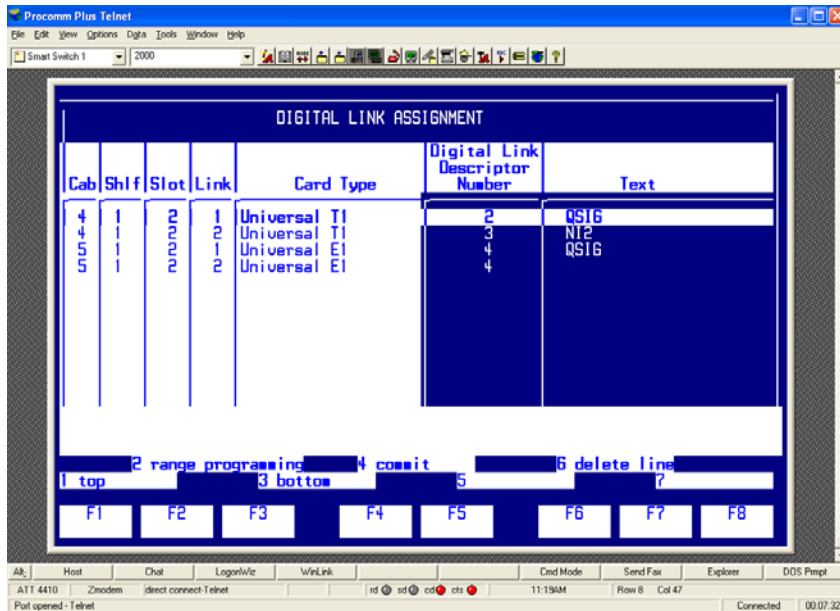 Procomm Plus Telnet
File Edit View Options Data Tools Window Help
Smart Switch 1 2000
DIGITAL LINK ASSIGNMENT
Digital Link
Descriptor
Cab Shlf Slot Link Card Type Number Text
4 1 2 1 Universal T1 2 QSIG
4 1 2 2 Universal T1 3 NI2
5 1 2 1 Universal E1 4 QSIG
5 1 2 2 Universal E1 4
2 range programming 4 commit 6 delete line
1 top 3 bottom 5 7
F1 F2 F3 F4 F5 F6 F7 F8
Alt: Host Chat LogonWiz WinLink Cmd Mode Send Fax Explorer DOS Prmpt
ATT 4410 Zmodem direct connect-Telnet rd sd cd cts 11:19AM Row 8 Col 47
Port opened - Telnet Connected 00:07:32